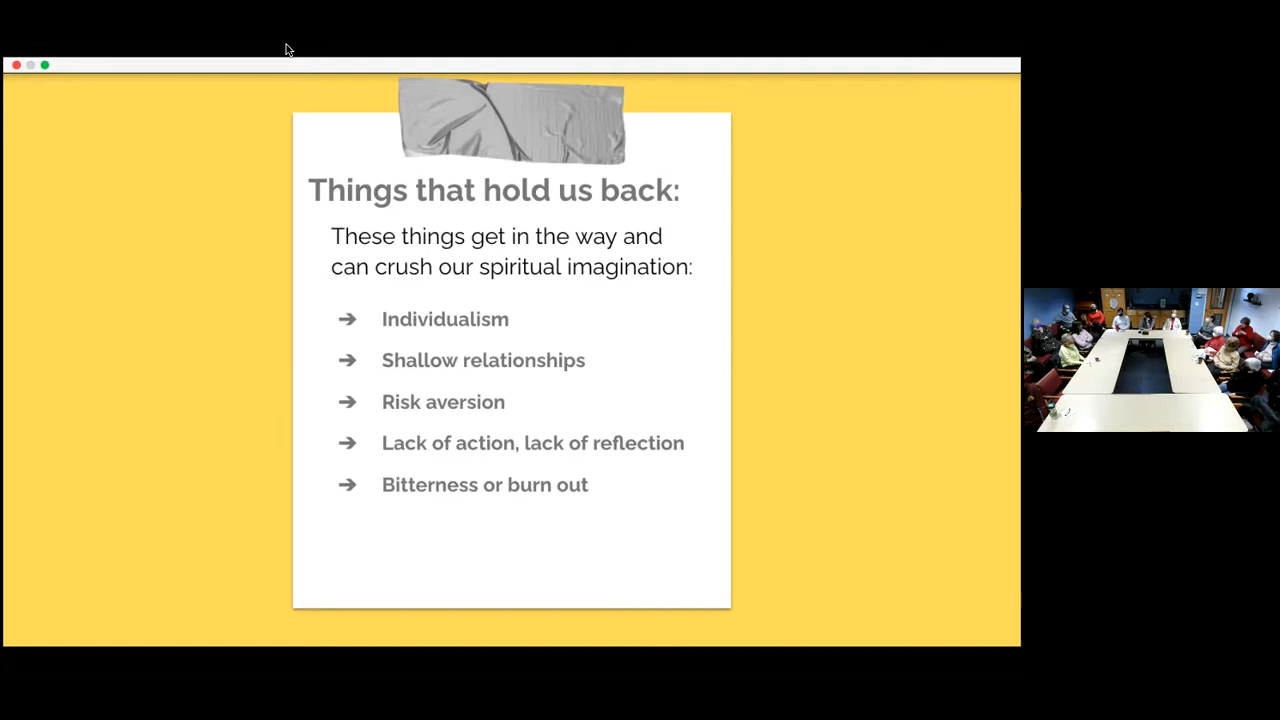 Things that hold us back:
These things get in the way and
can crush our spiritual imagination:
➔ Individualism
➔ Shallow relationships
➔ Risk aversion
➔ Lack of action, lack of reflection
➔ Bitterness or burn out